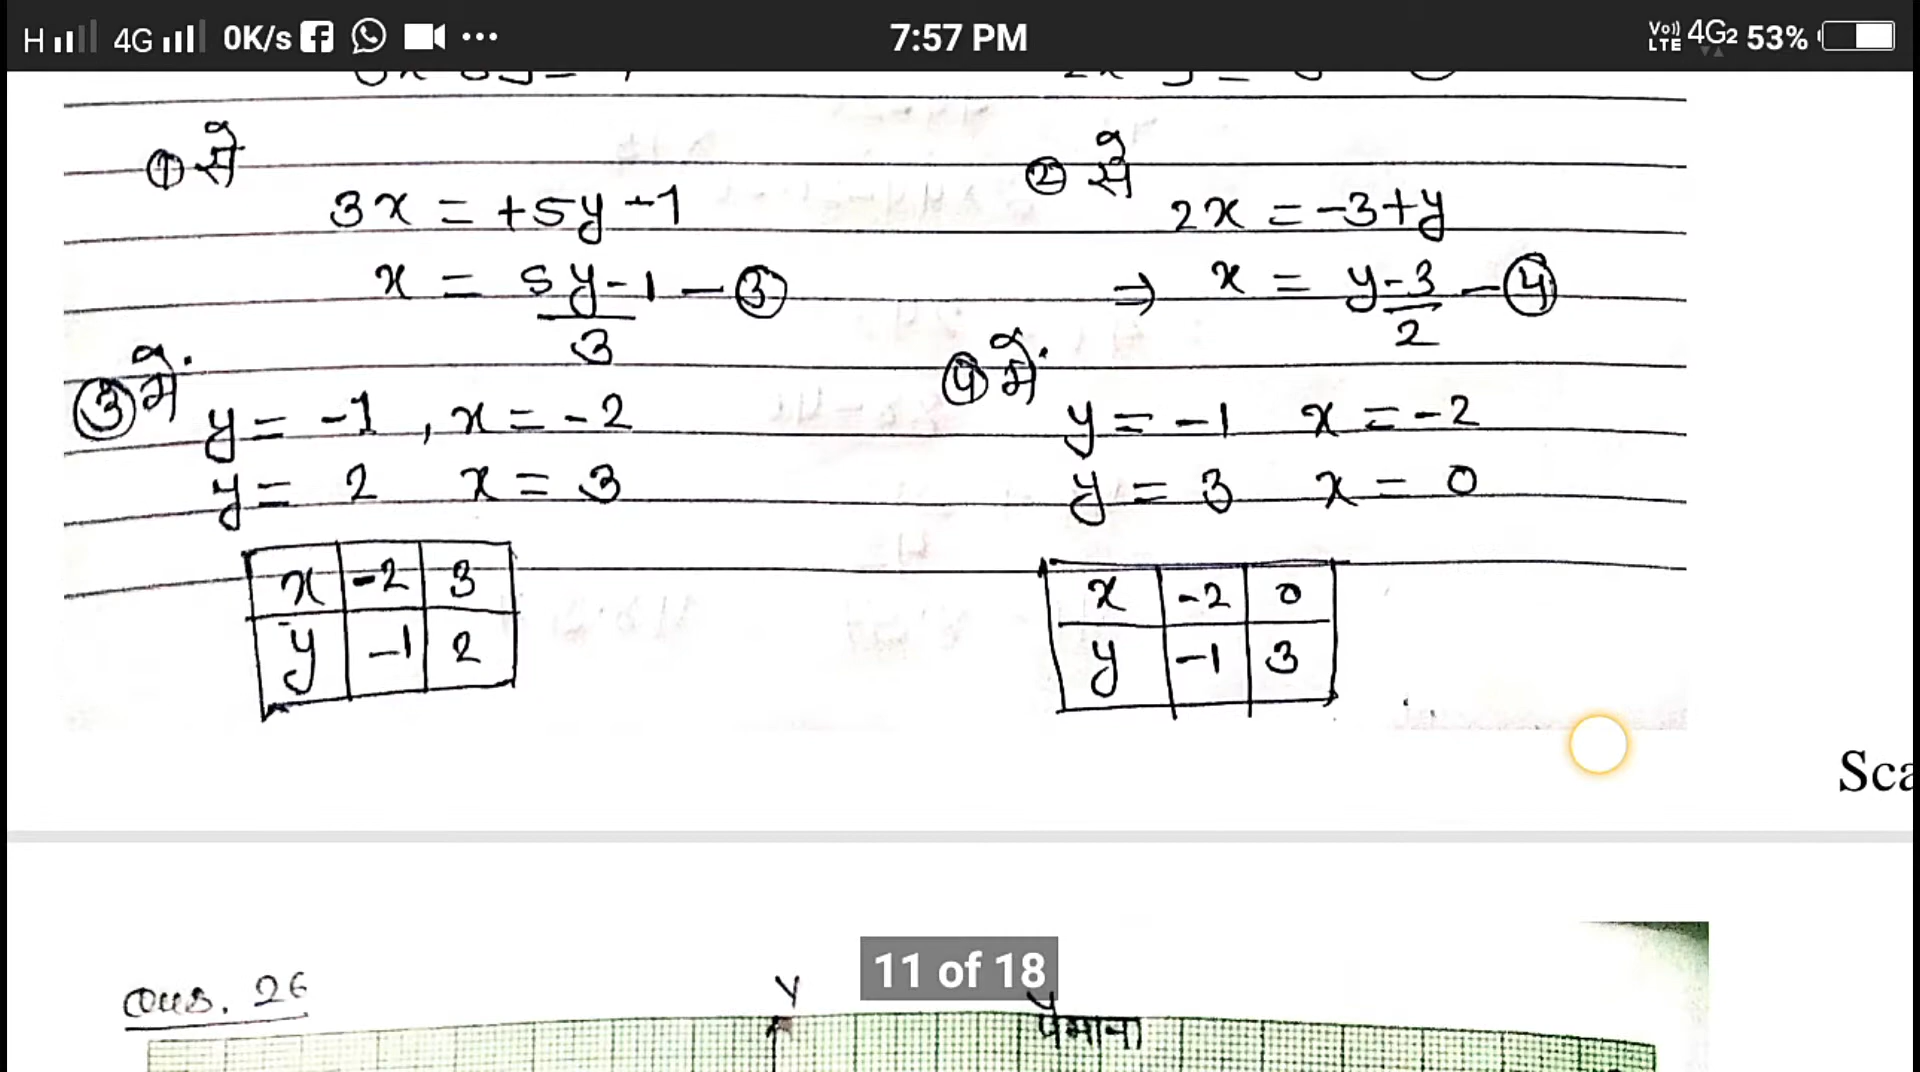 H 4G 0K/s 7:57 PM VoLTE 4G2 53%
① से
3x = +5y-1
x = 5y-1/3 - ③
② से
2x = -3+y
⇒ x = y-3/2 - ④
③ में
y = -1, x = -2
y = 2 x = 3
x -2 3
y -1 2
④ में
y = -1 x = -2
y = 3 x = 0
x -2 0
y -1 3
Sca
11 of 18
Ques. 26
Y
पैमाना